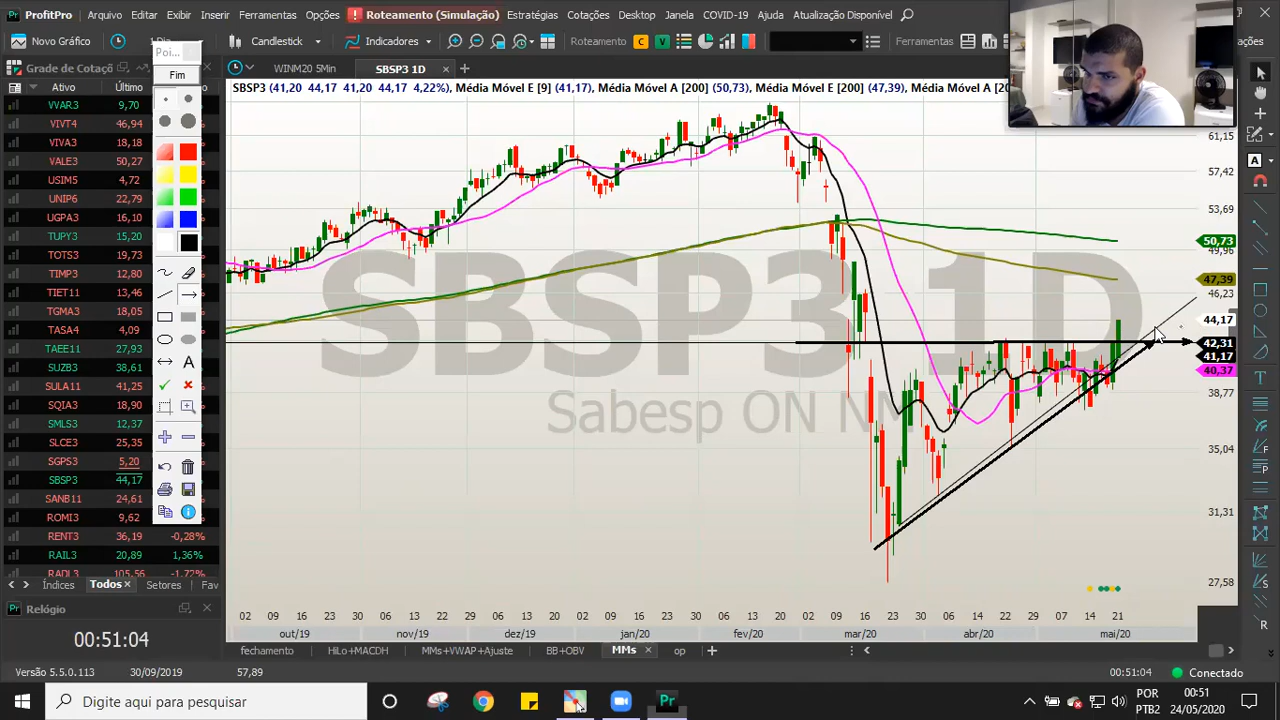 ProfitPro Arquivo Editar Exibir Inserir Ferramentas Opções Roteamento (Simulação) Estratégias Cotações Desktop Janela COVID-19 Ajuda Atualização Disponível
Novo Gráfico Candlestick Indicadores Roteamento C V Ferramentas
Grade de Cotaçõ Poi... WINM20 5Min SBSP3 1D
Fim
Ativo Último
SBSP3 (41,20 44,17 41,20 44,17 4,22%), Média Móvel E [9] (41,17), Média Móvel A [200] (50,73), Média Móvel E [200] (47,39), Média Móvel A [20
VVAR3 9,70
VIVT4 46,94
VIVA3 18,18
VALE3 50,27
USIM5 4,72
UNIP6 22,79
UGPA3 16,10
TUPY3 15,20
TOTS3 19,73
TIMP3 12,80
TIET11 13,46
TGMA3 18,05
TASA4 4,09
TAEE11 27,93
SUZB3 38,61
SULA11 41,25
SQIA3 18,90
SMLS3 12,37
SLCE3 25,35
SGPS3 5,20
SBSP3 44,17
SANB11 24,61
ROMI3 9,62
RENT3 36,19 -0,28%
RAIL3 20,89 1,36%
RADL3 105,56 -1,72%
A
SBSP3 1D
Sabesp ON NM
61,15
57,42
53,69
50,73
49,96
47,39
46,23
44,17
42,31
41,17
40,37
38,77
35,04
31,31
27,58
Índices Todos Setores Fav
02 09 16 23 30 06 13 21 27 02 09 16 20 02 09 16 23 30 06 13 20 02 09 16 23 30 06 14 22 29 07 14 21
out/19 nov/19 dez/19 jan/20 fev/20 mar/20 abr/20 mai/20
Relógio
00:51:04
fechamento HiLo+MACDH MMs+VWAP+Ajuste BB+OBV MMs op
Versão 5.5.0.113 30/09/2019 57,89 00:51:04 Conectado
Digite aqui para pesquisar
POR
PTB2
00:51
24/05/2020